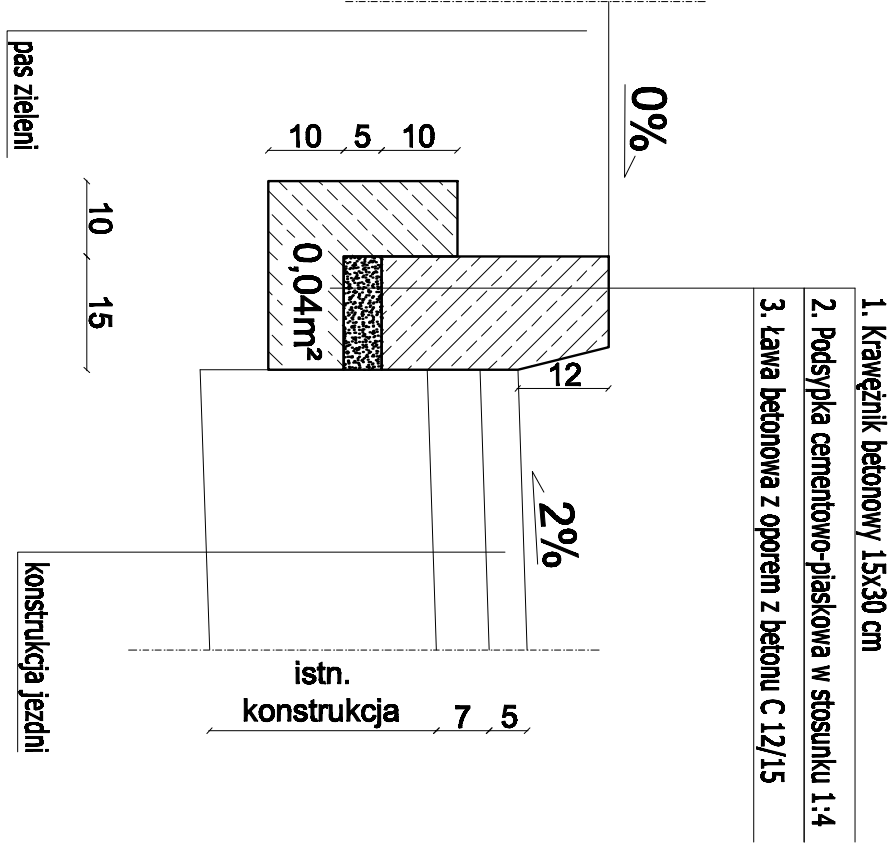 1. Krawężnik betonowy 15x30 cm
2. Podsypka cementowo-piaskowa w stosunku 1:4
3. Ława betonowa z oporem z betonu C 12/15
0%
2%
12
10
5
10
10
15
0,04m²
pas zieleni
konstrukcja jezdni
istn.
konstrukcja
7
5